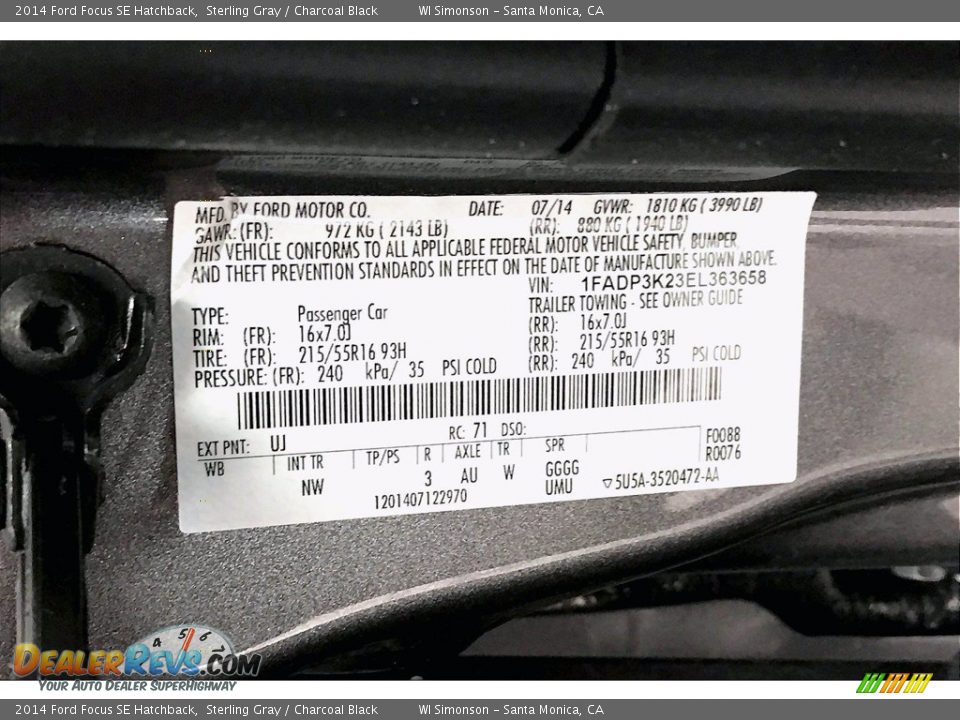 2014 Ford Focus SE Hatchback, Sterling Gray / Charcoal Black WI Simonson - Santa Monica, CA
MFD. BY FORD MOTOR CO. DATE: 07/14 GVWR: 1810 KG ( 3990 LB)
GAWR: (FR): 972 KG ( 2143 LB) (RR): 880 KG ( 1940 LB)
THIS VEHICLE CONFORMS TO ALL APPLICABLE FEDERAL MOTOR VEHICLE SAFETY, BUMPER,
AND THEFT PREVENTION STANDARDS IN EFFECT ON THE DATE OF MANUFACTURE SHOWN ABOVE.
VIN: 1FADP3K23EL363658
TYPE: Passenger Car TRAILER TOWING - SEE OWNER GUIDE
RIM: (FR): 16x7.0J (RR): 16x7.0J
TIRE: (FR): 215/55R16 93H (RR): 215/55R16 93H
PRESSURE: (FR): 240 kPa/ 35 PSI COLD (RR): 240 kPa/ 35 PSI COLD
EXT PNT: UJ RC: 71 DSO:
WB INT TR TP/PS R AXLE TR SPR F0088
R0076
NW 3 AU W GGGG
1201407122970 UMU ▽5U5A-3520472-AA
4 5 6
DEALERREVS.COM
YOUR AUTO DEALER SUPERHIGHWAY
2014 Ford Focus SE Hatchback, Sterling Gray / Charcoal Black WI Simonson - Santa Monica, CA